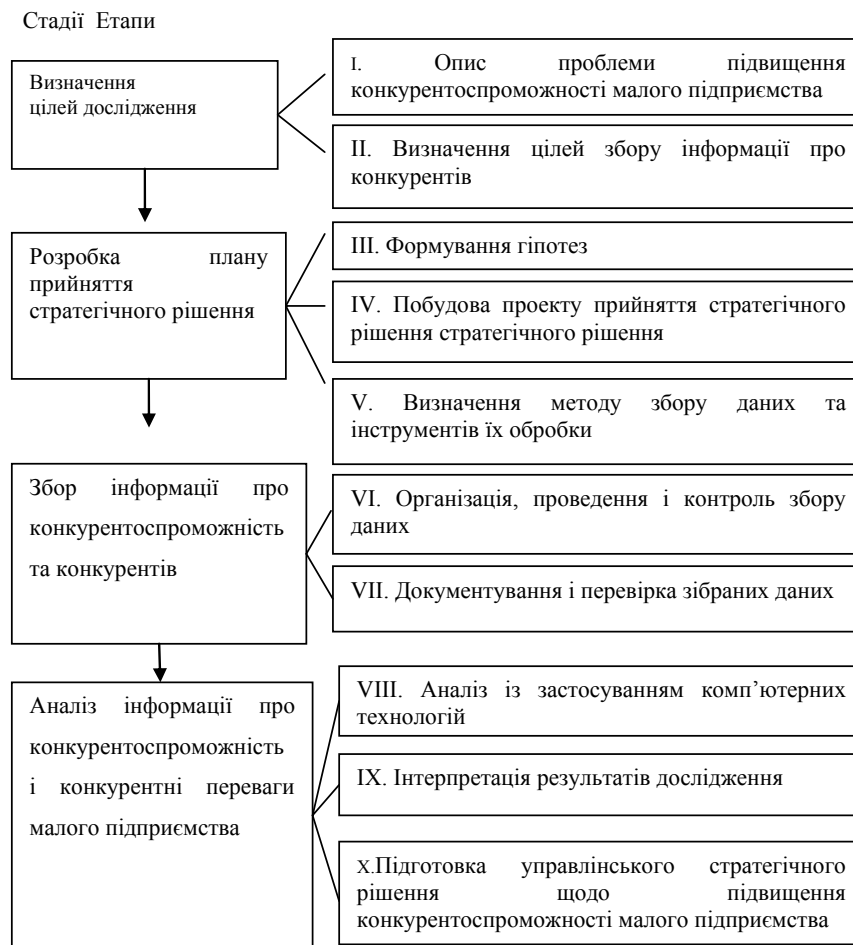 Стадії Етапи
Визначення
цілей дослідження
І. Опис проблеми підвищення
конкурентоспроможності малого підприємства
ІІ. Визначення цілей збору інформації про
конкурентів
Розробка плану
прийняття
стратегічного рішення
ІІІ. Формування гіпотез
IV. Побудова проекту прийняття стратегічного
рішення стратегічного рішення
V. Визначення методу збору даних та
інструментів їх обробки
Збор інформації про
конкурентоспроможність
та конкурентів
VI. Організація, проведення і контроль збору
даних
VII. Документування і перевірка зібраних даних
Аналіз інформації про
конкурентоспроможність
і конкурентні переваги
малого підприємства
VIII. Аналіз із застосуванням комп’ютерних
технологій
IX. Інтерпретація результатів дослідження
X.Підготовка управлінського стратегічного
рішення щодо підвищення
конкурентоспроможності малого підприємства